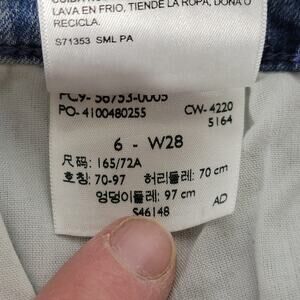 LAVA EN FRIO, TIENDE LA ROPA, DONA O
RECICLA.
S71353 SML PA
PC9-56753-0005
PO- 4100480255 CW- 4220
5164
6 - W28
尺码: 165/72A
호칭: 70-97 허리둘레: 70 cm
엉덩이둘레: 97 cm
AD
S46148